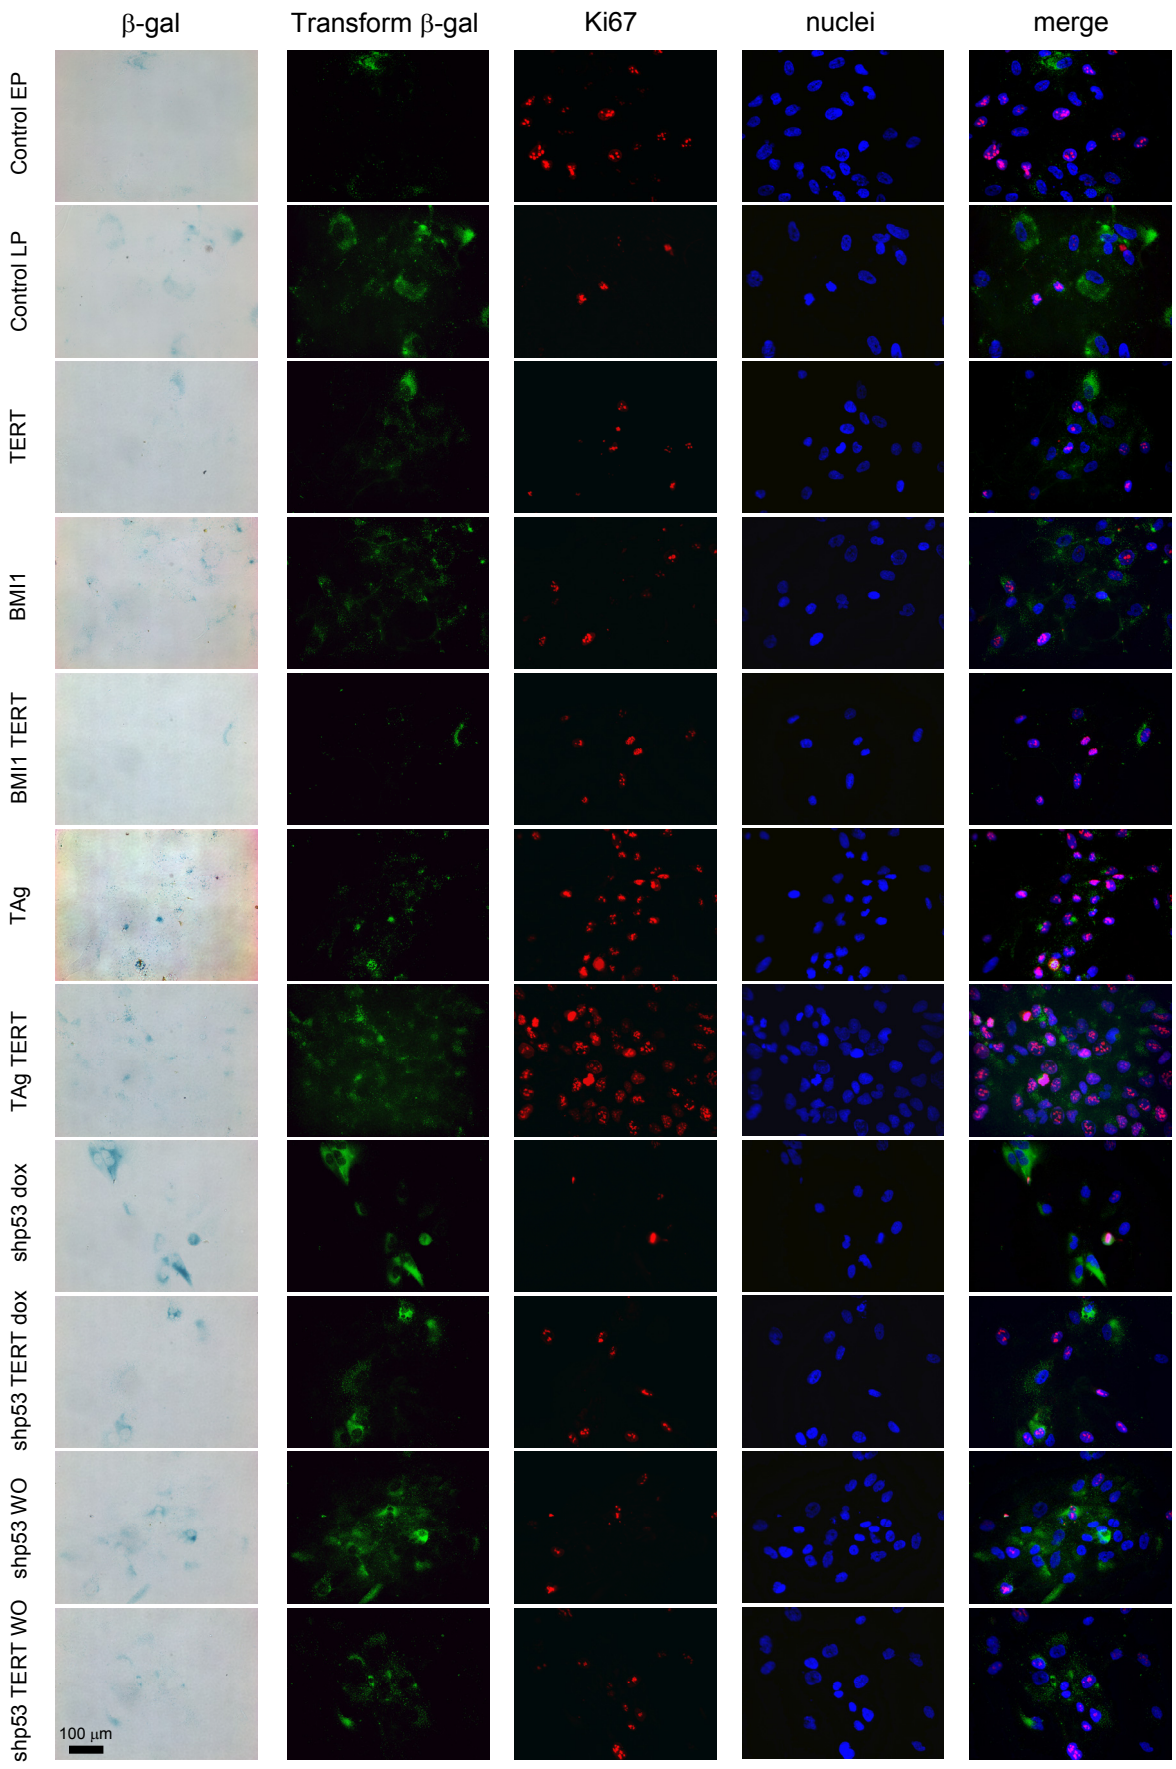 β-gal Transform β-gal Ki67 nuclei merge
Control EP
Control LP
TERT
BMI1
BMI1 TERT
TAg
TAg TERT
shp53 dox
shp53 TERT dox
shp53 WO
shp53 TERT WO
100 μm